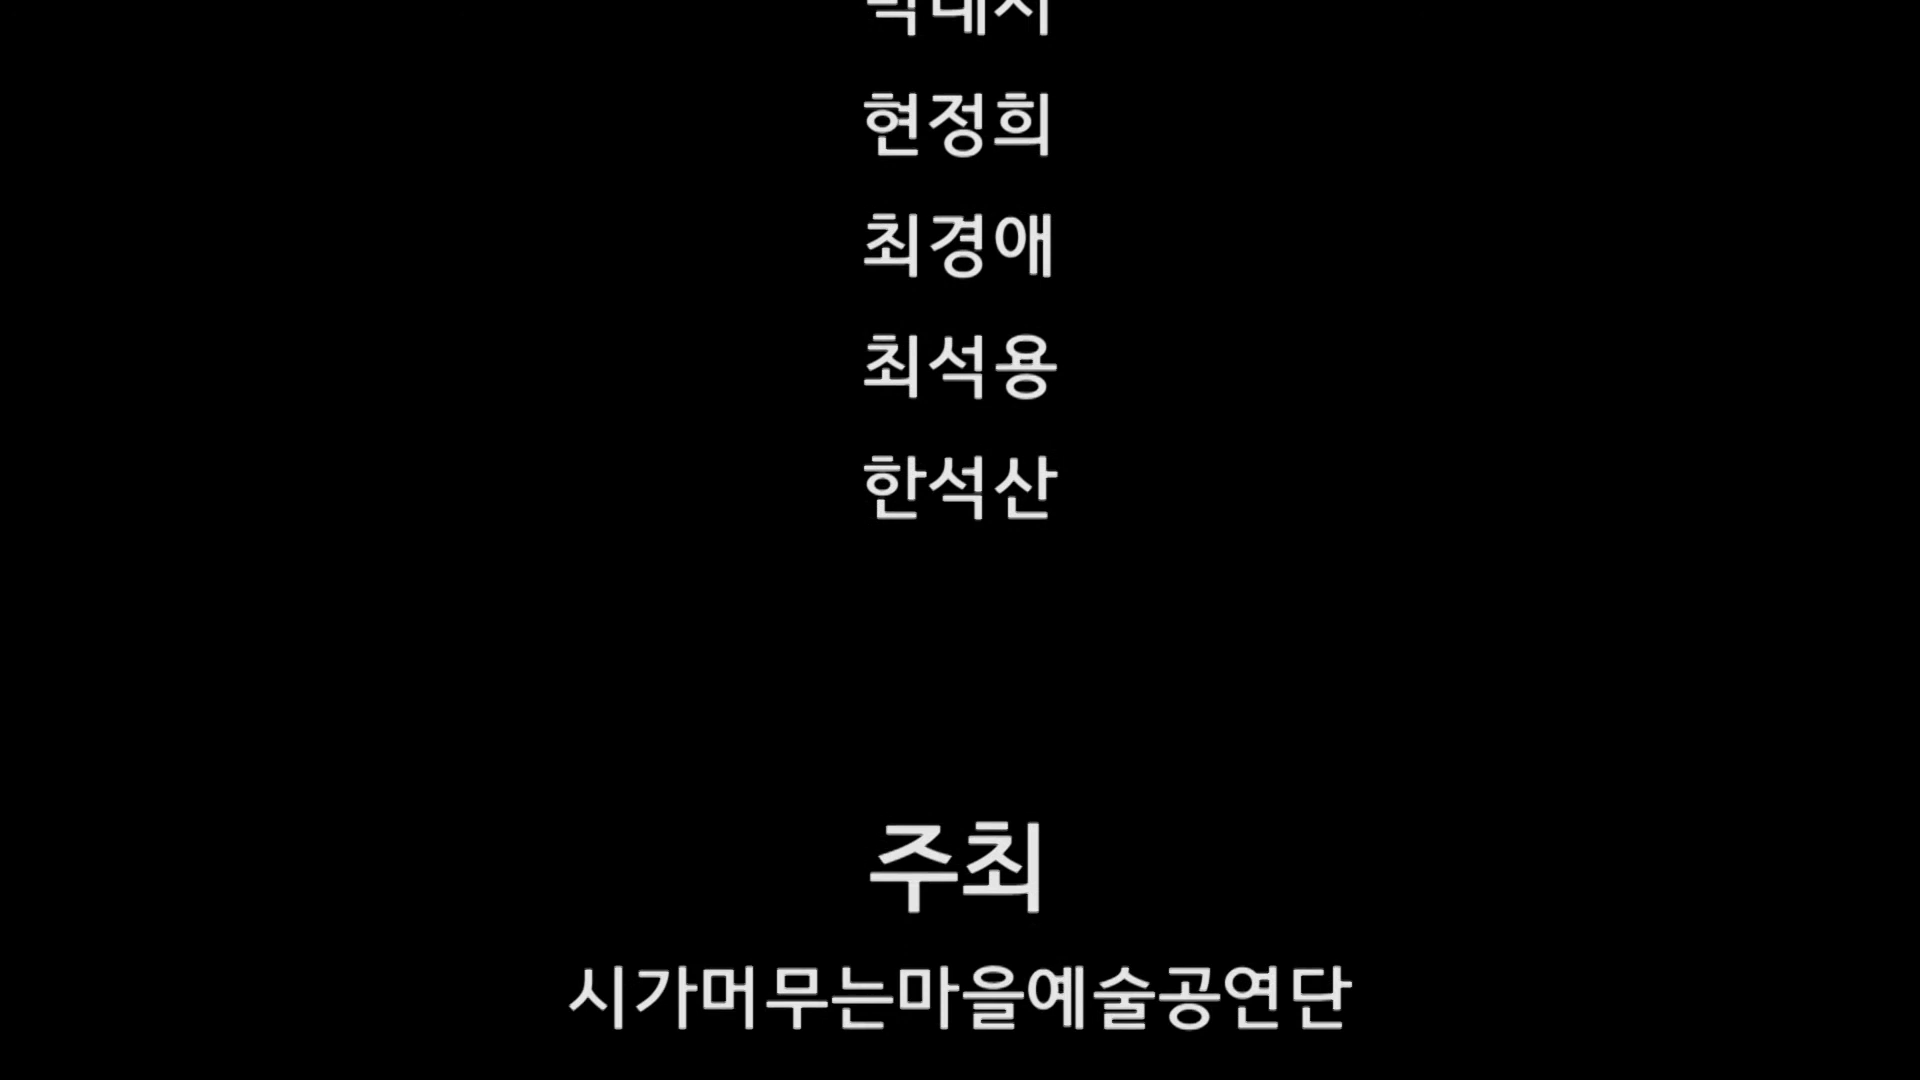 현정희
최경애
최석용
한석산
주최
시가머무는마을예술공연단